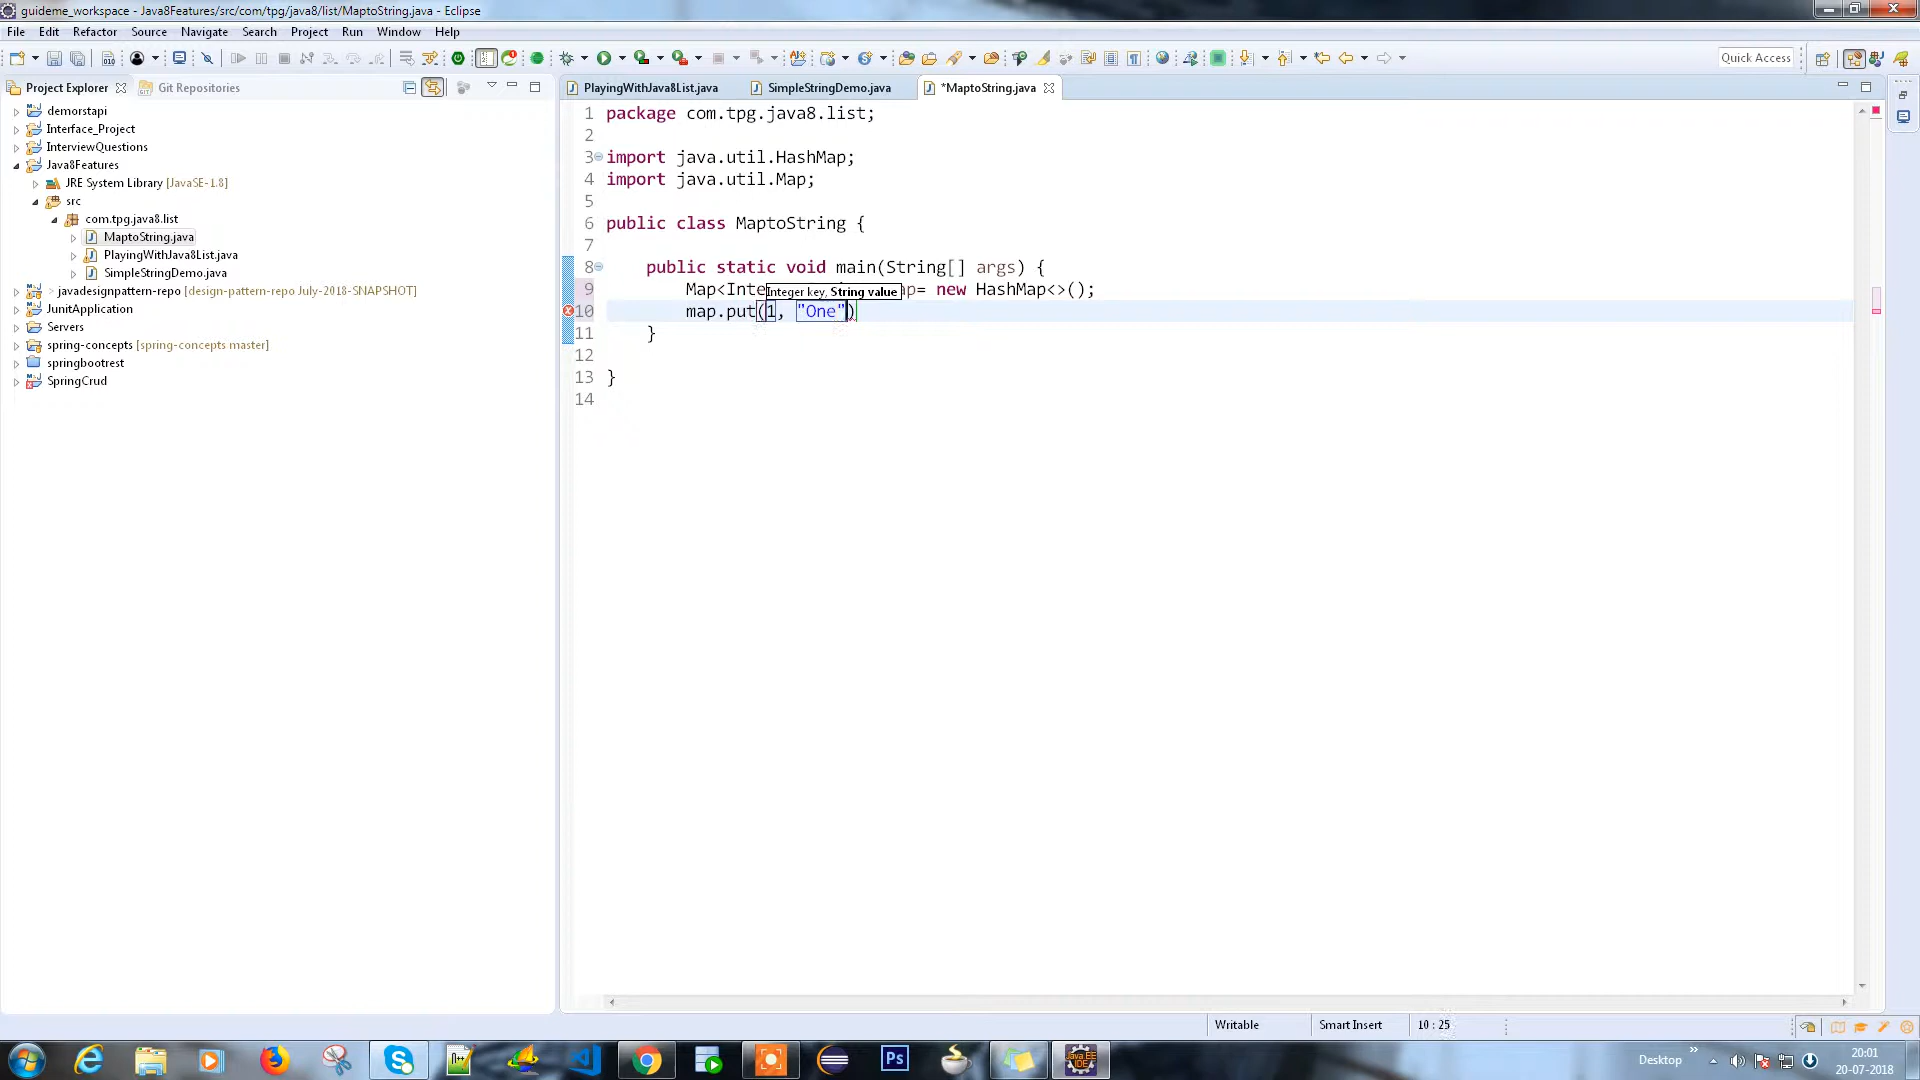 guideme_workspace - Java8Features/src/com/tpg/java8/list/MaptoString.java - Eclipse
File Edit Refactor Source Navigate Search Project Run Window Help
Quick Access
Project Explorer Git Repositories
PlayingWithJava8List.java SimpleStringDemo.java *MaptoString.java
demorstapi
Interface_Project
InterviewQuestions
Java8Features
JRE System Library [JavaSE-1.8]
src
com.tpg.java8.list
MaptoString.java
PlayingWithJava8List.java
SimpleStringDemo.java
javadesignpattern-repo [design-pattern-repo July-2018-SNAPSHOT]
JunitApplication
Servers
spring-concepts [spring-concepts master]
springbootrest
SpringCrud
1 package com.tpg.java8.list;
2
3 import java.util.HashMap;
4 import java.util.Map;
5
6 public class MaptoString {
7
8 public static void main(String[] args) {
9 Map<Inte ap= new HashMap<>();
Integer key, String value
10 map.put(1, "One")
11 }
12
13 }
14
Writable Smart Insert 10 : 25
Ps
Java EE
IDE
Desktop
20:01
20-07-2018